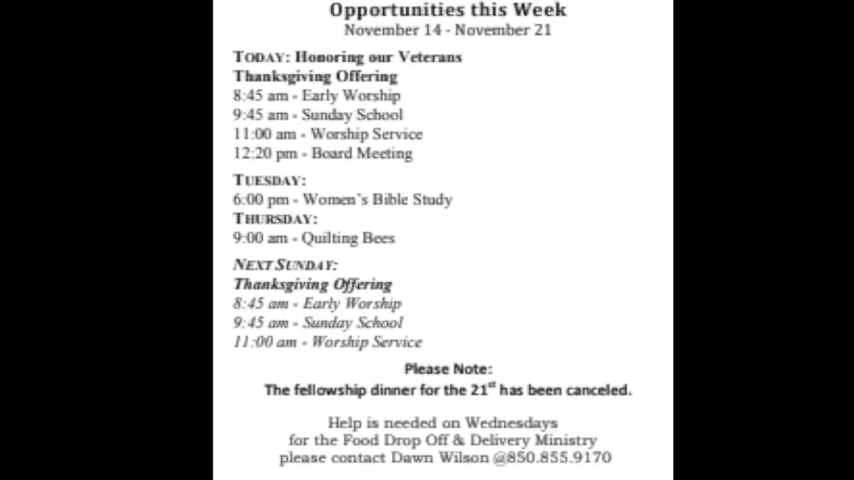 Opportunities this Week
November 14 - November 21
TODAY: Honoring our Veterans
Thanksgiving Offering
8:45 am - Early Worship
9:45 am - Sunday School
11:00 am - Worship Service
12:20 pm - Board Meeting
TUESDAY:
6:00 pm - Women's Bible Study
THURSDAY:
9:00 am - Quilting Bees
NEXT SUNDAY:
Thanksgiving Offering
8:45 am - Early Worship
9:45 am - Sunday School
11:00 am - Worship Service
Please Note:
The fellowship dinner for the 21st has been canceled.
Help is needed on Wednesdays
for the Food Drop Off & Delivery Ministry
please contact Dawn Wilson @850.855.9170